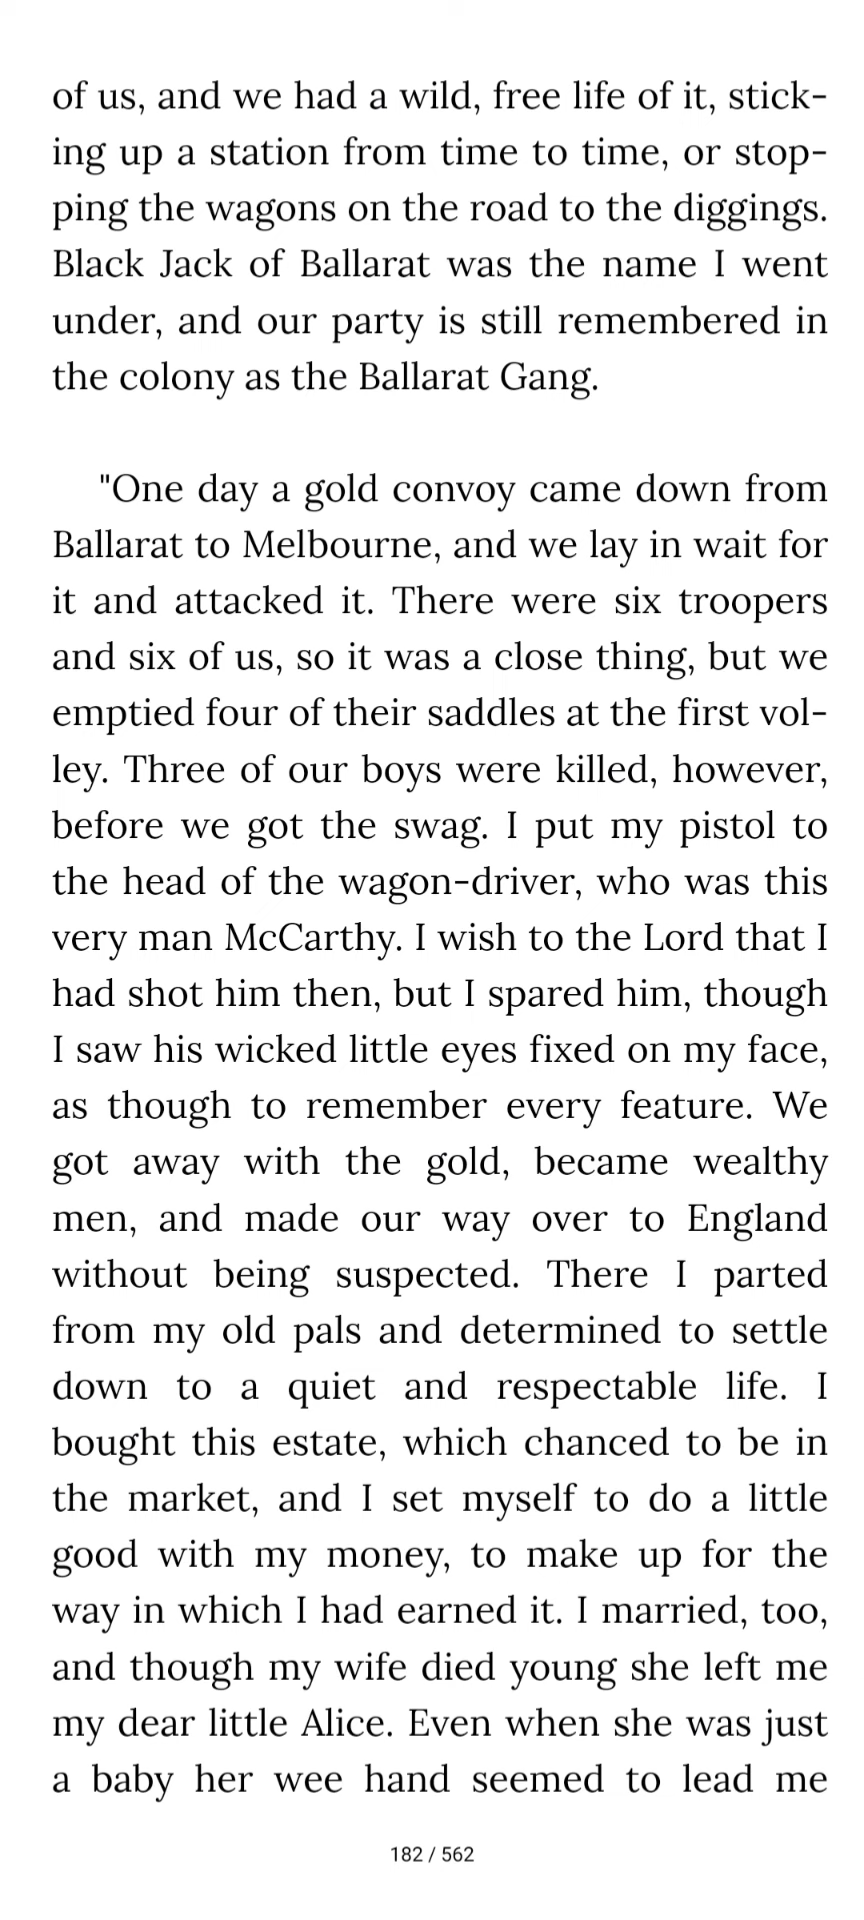 of us, and we had a wild, free life of it, stick-
ing up a station from time to time, or stop-
ping the wagons on the road to the diggings.
Black Jack of Ballarat was the name I went
under, and our party is still remembered in
the colony as the Ballarat Gang.
"One day a gold convoy came down from
Ballarat to Melbourne, and we lay in wait for
it and attacked it. There were six troopers
and six of us, so it was a close thing, but we
emptied four of their saddles at the first vol-
ley. Three of our boys were killed, however,
before we got the swag. I put my pistol to
the head of the wagon-driver, who was this
very man McCarthy. I wish to the Lord that I
had shot him then, but I spared him, though
I saw his wicked little eyes fixed on my face,
as though to remember every feature. We
got away with the gold, became wealthy
men, and made our way over to England
without being suspected. There I parted
from my old pals and determined to settle
down to a quiet and respectable life. I
bought this estate, which chanced to be in
the market, and I set myself to do a little
good with my money, to make up for the
way in which I had earned it. I married, too,
and though my wife died young she left me
my dear little Alice. Even when she was just
a baby her wee hand seemed to lead me
182 / 562